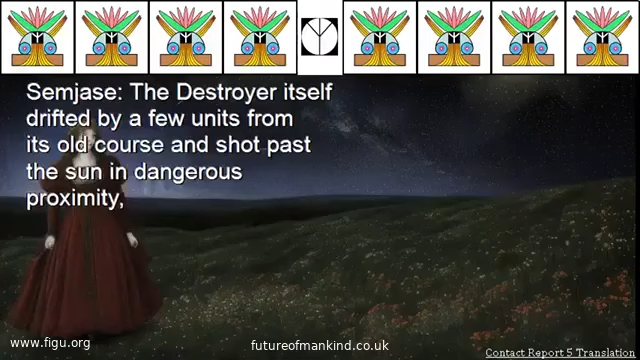 Semjase: The Destroyer itself
drifted by a few units from
its old course and shot past
the sun in dangerous
proximity,
www.figu.org
futureofmankind.co.uk
Contact Report 5 Translation